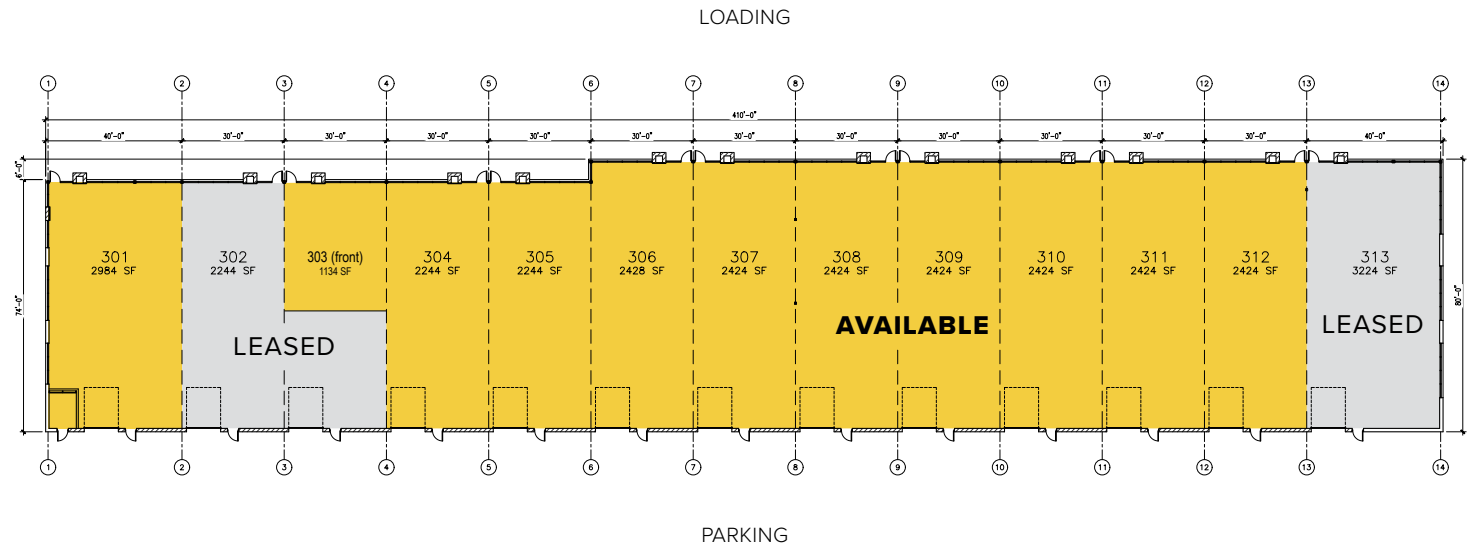 LOADING
1 2 3 4 5 6 7 8 9 10 11 12 13 14
410'-0"
40'-0" 30'-0" 30'-0" 30'-0" 30'-0" 30'-0" 30'-0" 30'-0" 30'-0" 30'-0" 30'-0" 30'-0" 40'-0"
6'-0"
74'-0"
80'-0"
301
2984 SF
302
2244 SF
303 (front)
1134 SF
304
2244 SF
305
2244 SF
306
2428 SF
307
2424 SF
308
2424 SF
309
2424 SF
310
2424 SF
311
2424 SF
312
2424 SF
313
3224 SF
LEASED
AVAILABLE
LEASED
1 2 3 4 5 6 7 8 9 10 11 12 13 14
PARKING